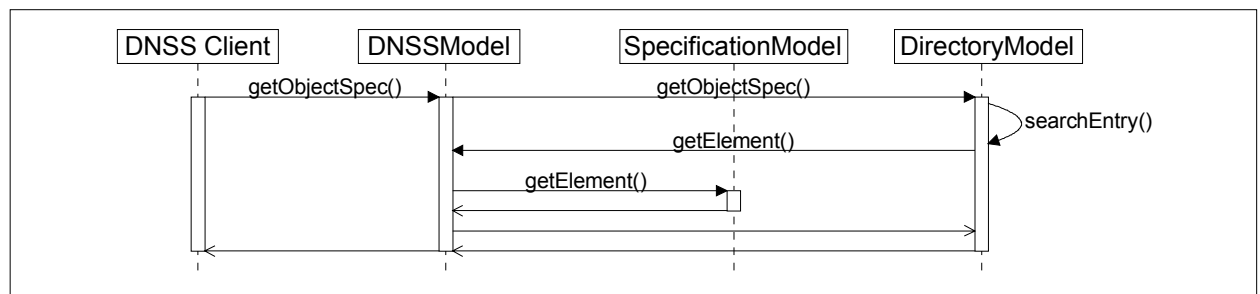 DNSS Client
DNSSModel
SpecificationModel
DirectoryModel
getObjectSpec()
getObjectSpec()
searchEntry()
getElement()
getElement()